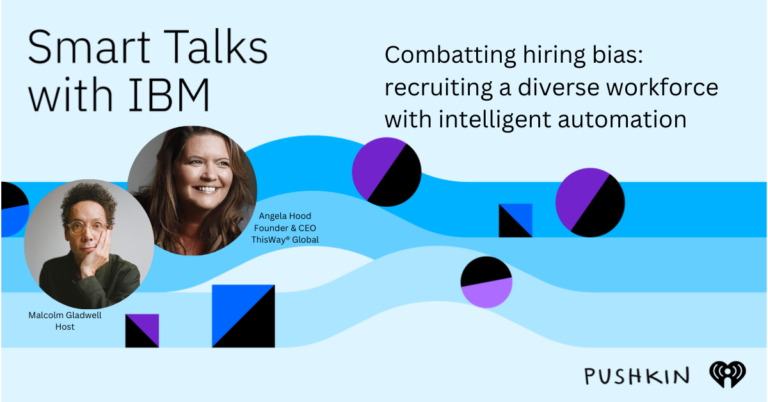 Smart Talks
with IBM
Combatting hiring bias:
recruiting a diverse workforce
with intelligent automation
Angela Hood
Founder & CEO
ThisWay® Global
Malcolm Gladwell
Host
PUSHKIN